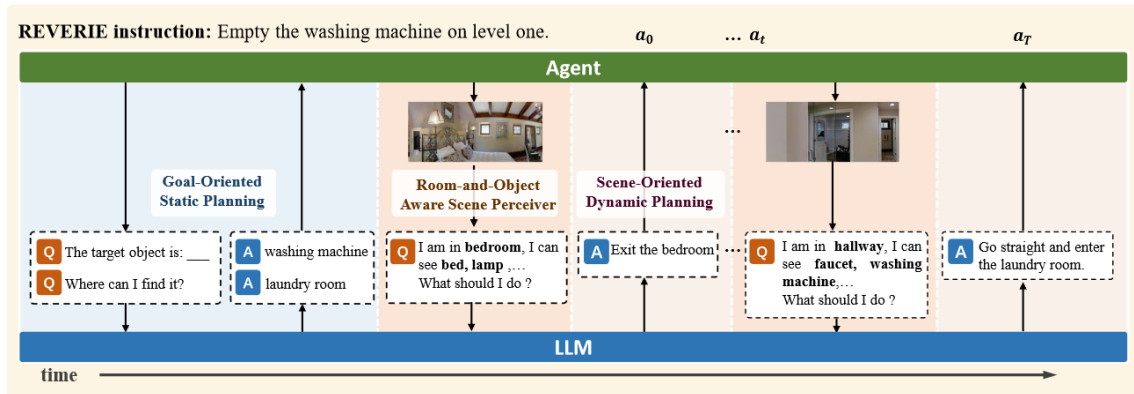 REVERIE instruction: Empty the washing machine on level one.
a0 ... at aT
Agent
...
Goal-Oriented
Static Planning
Room-and-Object
Aware Scene Perceiver
Scene-Oriented
Dynamic Planning
Q The target object is: ___
Q Where can I find it?
A washing machine
A laundry room
Q I am in bedroom, I can
see bed, lamp ,…
What should I do ?
A Exit the bedroom
...
Q I am in hallway, I can
see faucet, washing
machine,…
What should I do ?
A Go straight and enter
the laundry room.
LLM
time